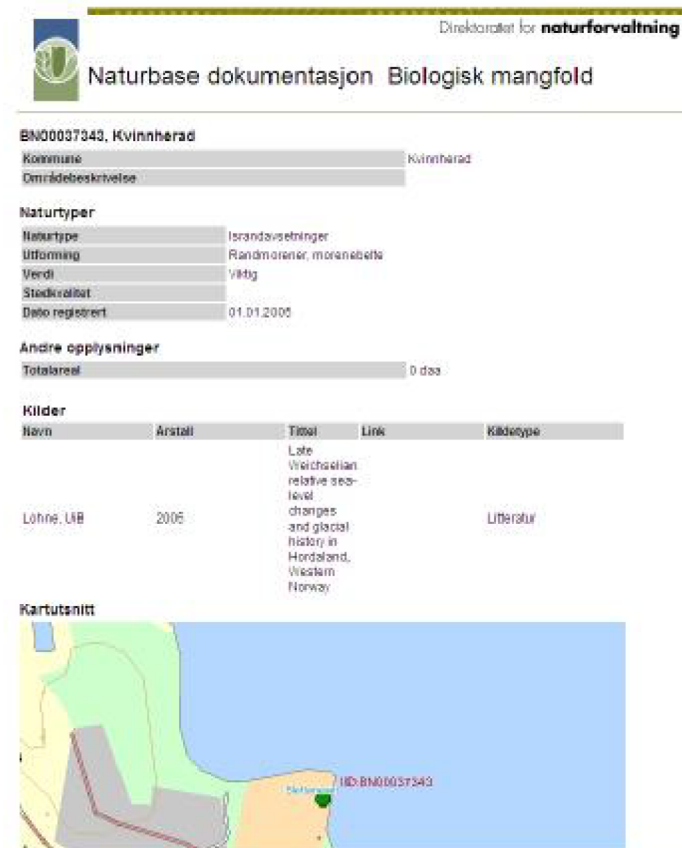 Direktoratet for naturforvaltning
Naturbase dokumentasjon Biologisk mangfold
BN00037343, Kvinnherad
Kommune Kvinnherad
Områdebeskrivelse
Naturtyper
Naturtype Israndavsetninger
Utforming Randmorener, morenebelte
Verdi Viktig
Stedkvalitet
Dato registrert 01.01.2005
Andre opplysninger
Totalareal 0 daa
Kilder
Navn Årstall Tittel Link Kildetype
Late
Weichselian
relative sea-
level
changes
Lohne, UiB 2005 and glacial Litteratur
history in
Hordaland,
Western
Norway
Kartutsnitt
IID:BN00037343